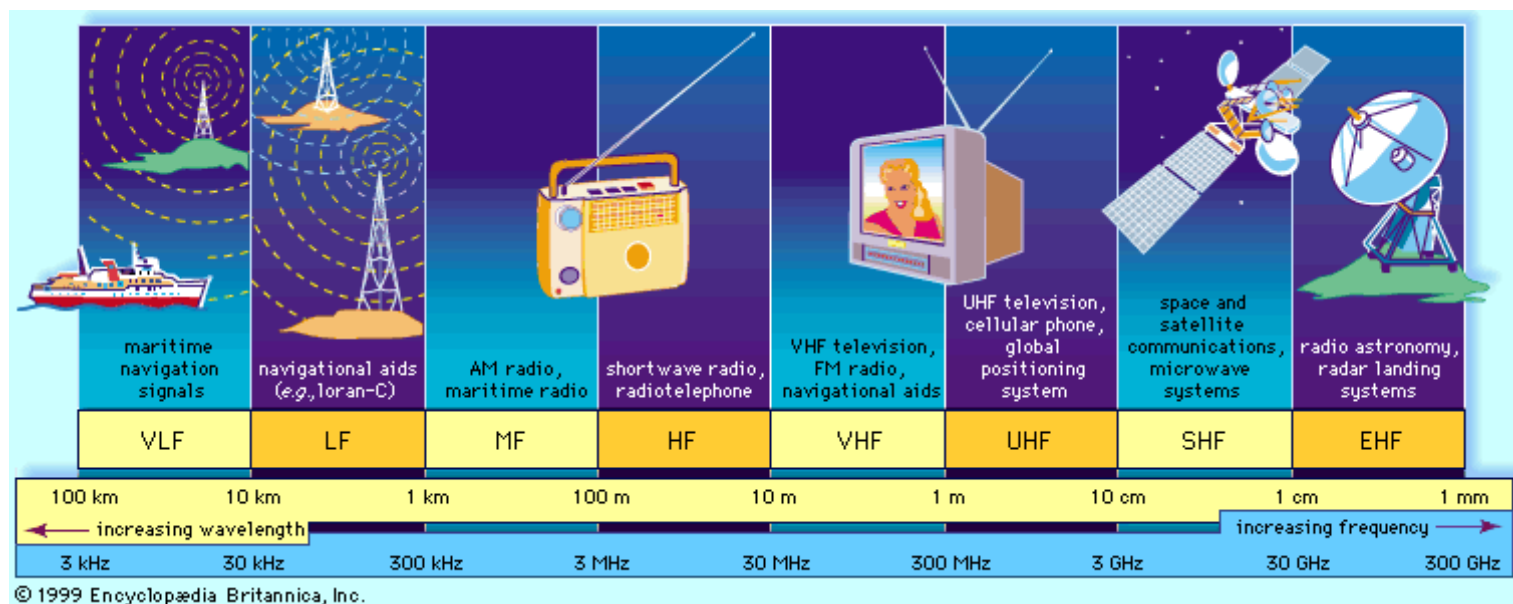 maritime
navigation
signals
navigational aids
(e.g., loran-C)
AM radio,
maritime radio
shortwave radio,
radiotelephone
VHF television,
FM radio,
navigational aids
UHF television,
cellular phone,
global
positioning
system
space and
satellite
communications,
microwave
systems
radio astronomy,
radar landing
systems
VLF LF MF HF VHF UHF SHF EHF
100 km 10 km 1 km 100 m 10 m 1 m 10 cm 1 cm 1 mm
increasing wavelength increasing frequency
3 kHz 30 kHz 300 kHz 3 MHz 30 MHz 300 MHz 3 GHz 30 GHz 300 GHz
© 1999 Encyclopædia Britannica, Inc.